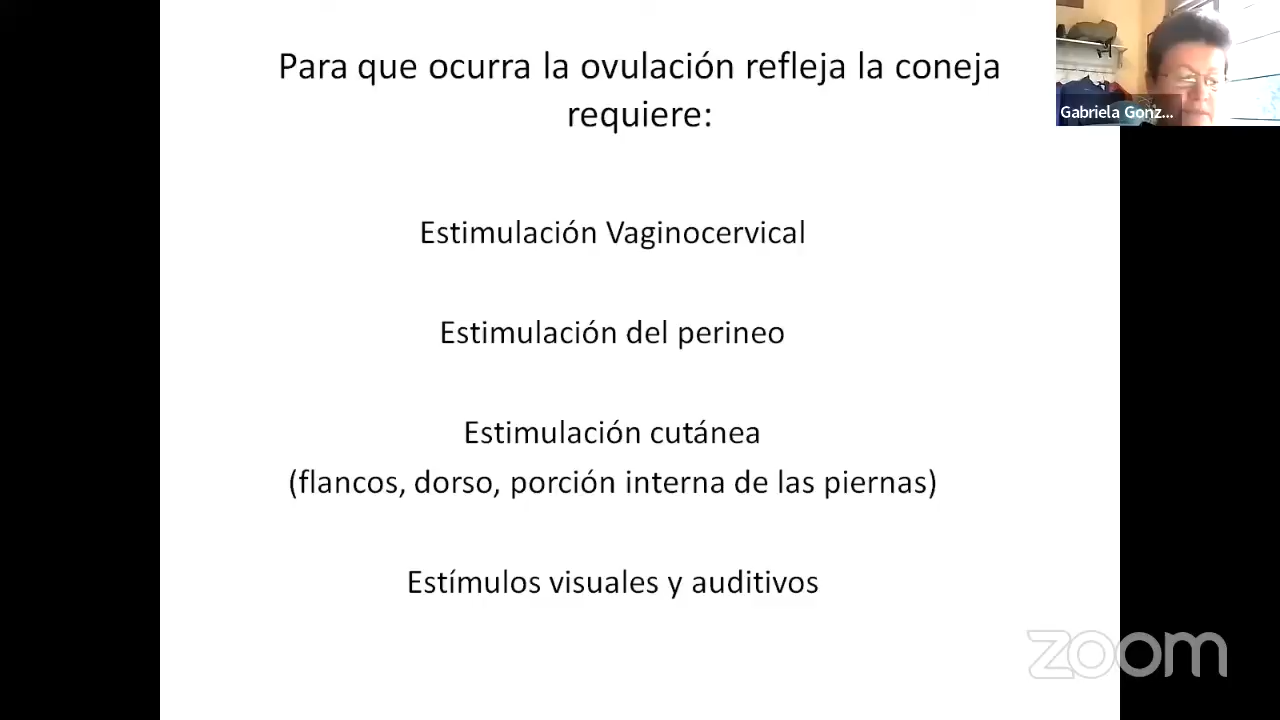 Para que ocurra la ovulación refleja la coneja
requiere:
Gabriela Gonz...
Estimulación Vaginocervical
Estimulación del perineo
Estimulación cutánea
(flancos, dorso, porción interna de las piernas)
Estímulos visuales y auditivos
zoom